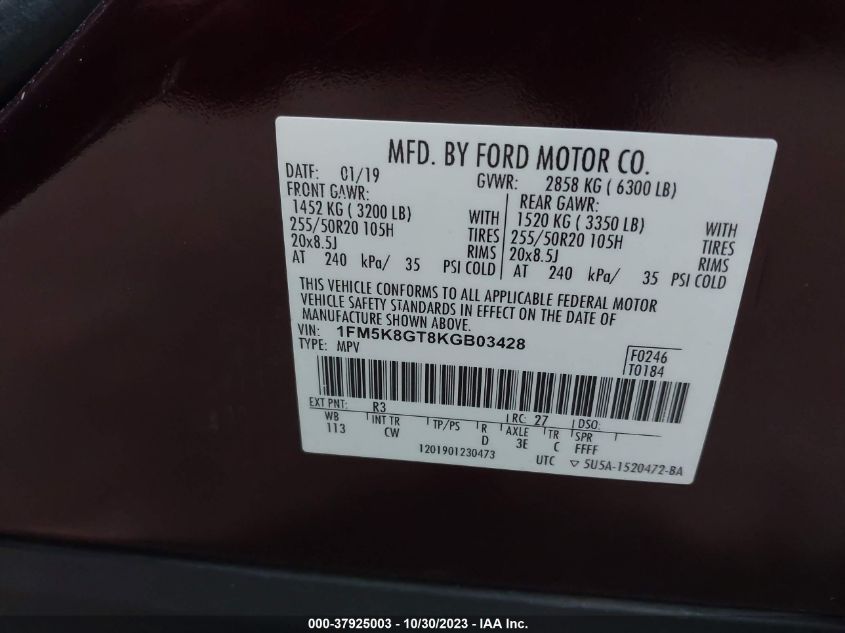 MFD. BY FORD MOTOR CO.
DATE: 01/19 GVWR: 2858 KG ( 6300 LB)
FRONT GAWR: REAR GAWR:
1452 KG ( 3200 LB) WITH 1520 KG ( 3350 LB) WITH
255/50R20 105H TIRES 255/50R20 105H TIRES
20x8.5J RIMS 20x8.5J RIMS
AT 240 kPa/ 35 PSI COLD AT 240 kPa/ 35 PSI COLD
THIS VEHICLE CONFORMS TO ALL APPLICABLE FEDERAL MOTOR
VEHICLE SAFETY STANDARDS IN EFFECT ON THE DATE OF
MANUFACTURE SHOWN ABOVE.
VIN: 1FM5K8GT8KGB03428
TYPE: MPV
F0246
T0184
EXT PNT: R3 RC: 27 DSO:
WB INT TR TP/PS R AXLE TR SPR
113 CW D 3E C FFFF
1201901230473 UTC ▽ 5U5A-1520472-BA
000-37925003 - 10/30/2023 - IAA Inc.